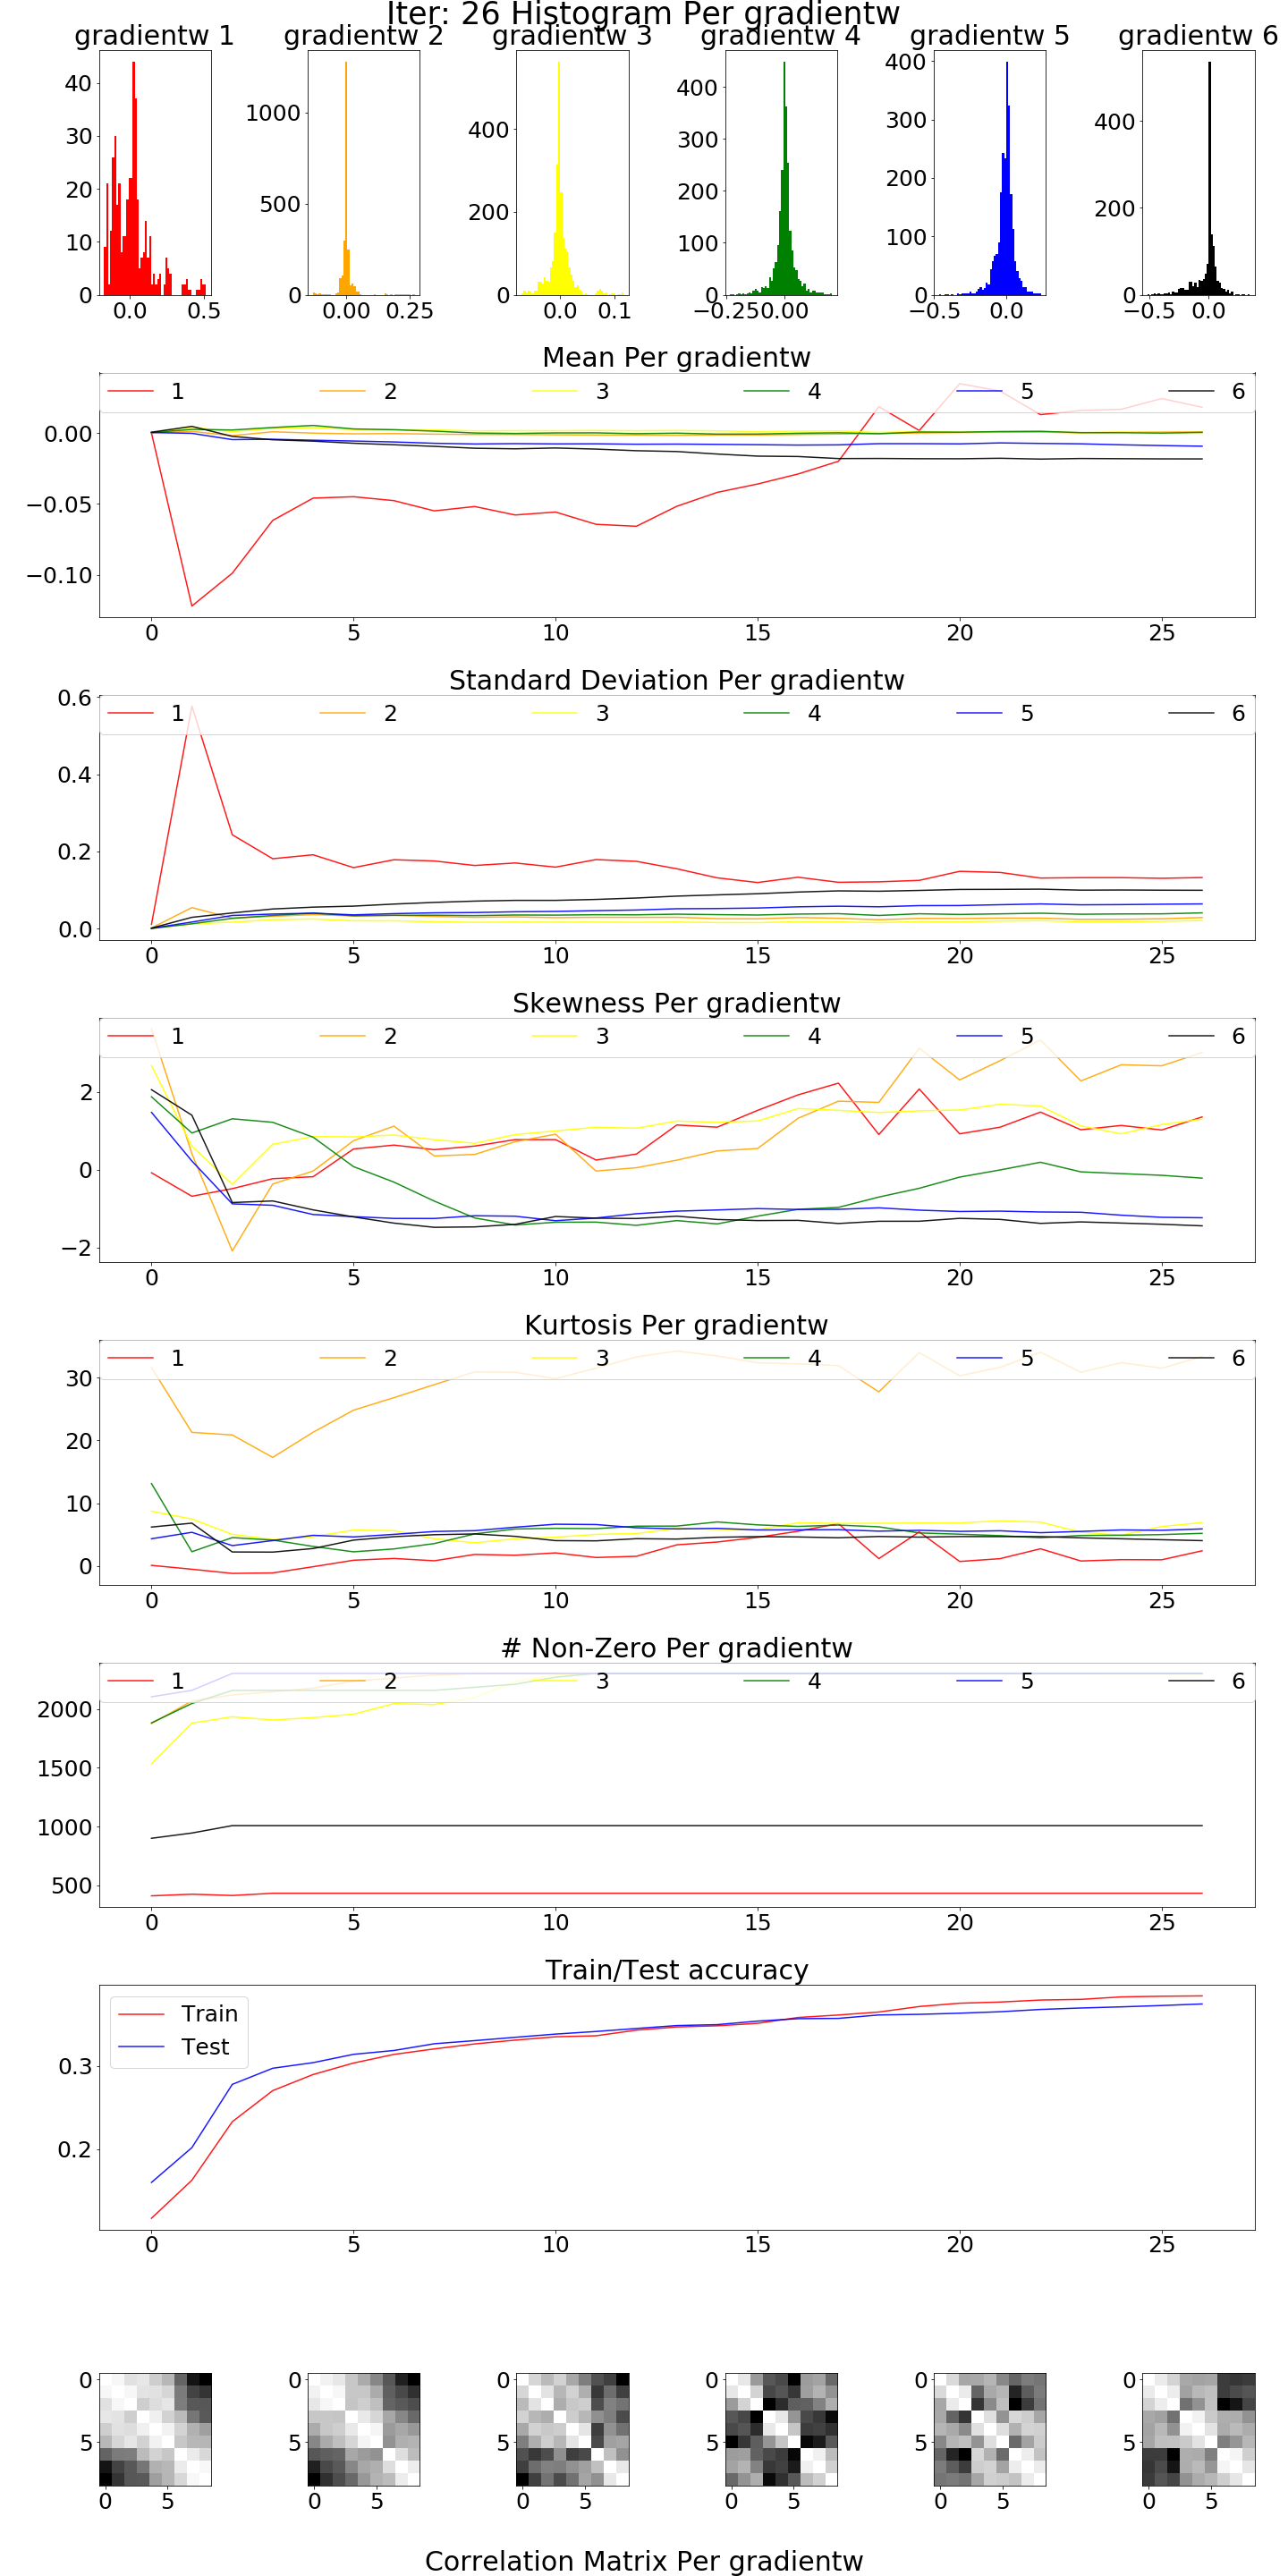 Iter: 26 Histogram Per gradientw
gradientw 1 gradientw 2 gradientw 3 gradientw 4 gradientw 5 gradientw 6
40 30 20 10 0
0.0 0.5
1000 500 0
0.00 0.25
400 200 0
0.0 0.1
400 300 200 100 0
−0.25 0.00
400 300 200 100 0
−0.5 0.0
400 200 0
−0.5 0.0
Mean Per gradientw
1 2 3 4 5 6
0.00
−0.05
−0.10
0 5 10 15 20 25
Standard Deviation Per gradientw
0.6
1 2 3 4 5 6
0.4
0.2
0.0
0 5 10 15 20 25
Skewness Per gradientw
1 2 3 4 5 6
2
0
−2
0 5 10 15 20 25
Kurtosis Per gradientw
1 2 3 4 5 6
30
20
10
0
0 5 10 15 20 25
# Non-Zero Per gradientw
1 2 3 4 5 6
2000
1500
1000
500
0 5 10 15 20 25
Train/Test accuracy
Train
Test
0.3
0.2
0 5 10 15 20 25
0 0 0 0 0 0
5 5 5 5 5 5
0 5 0 5 0 5 0 5 0 5 0 5
Correlation Matrix Per gradientw